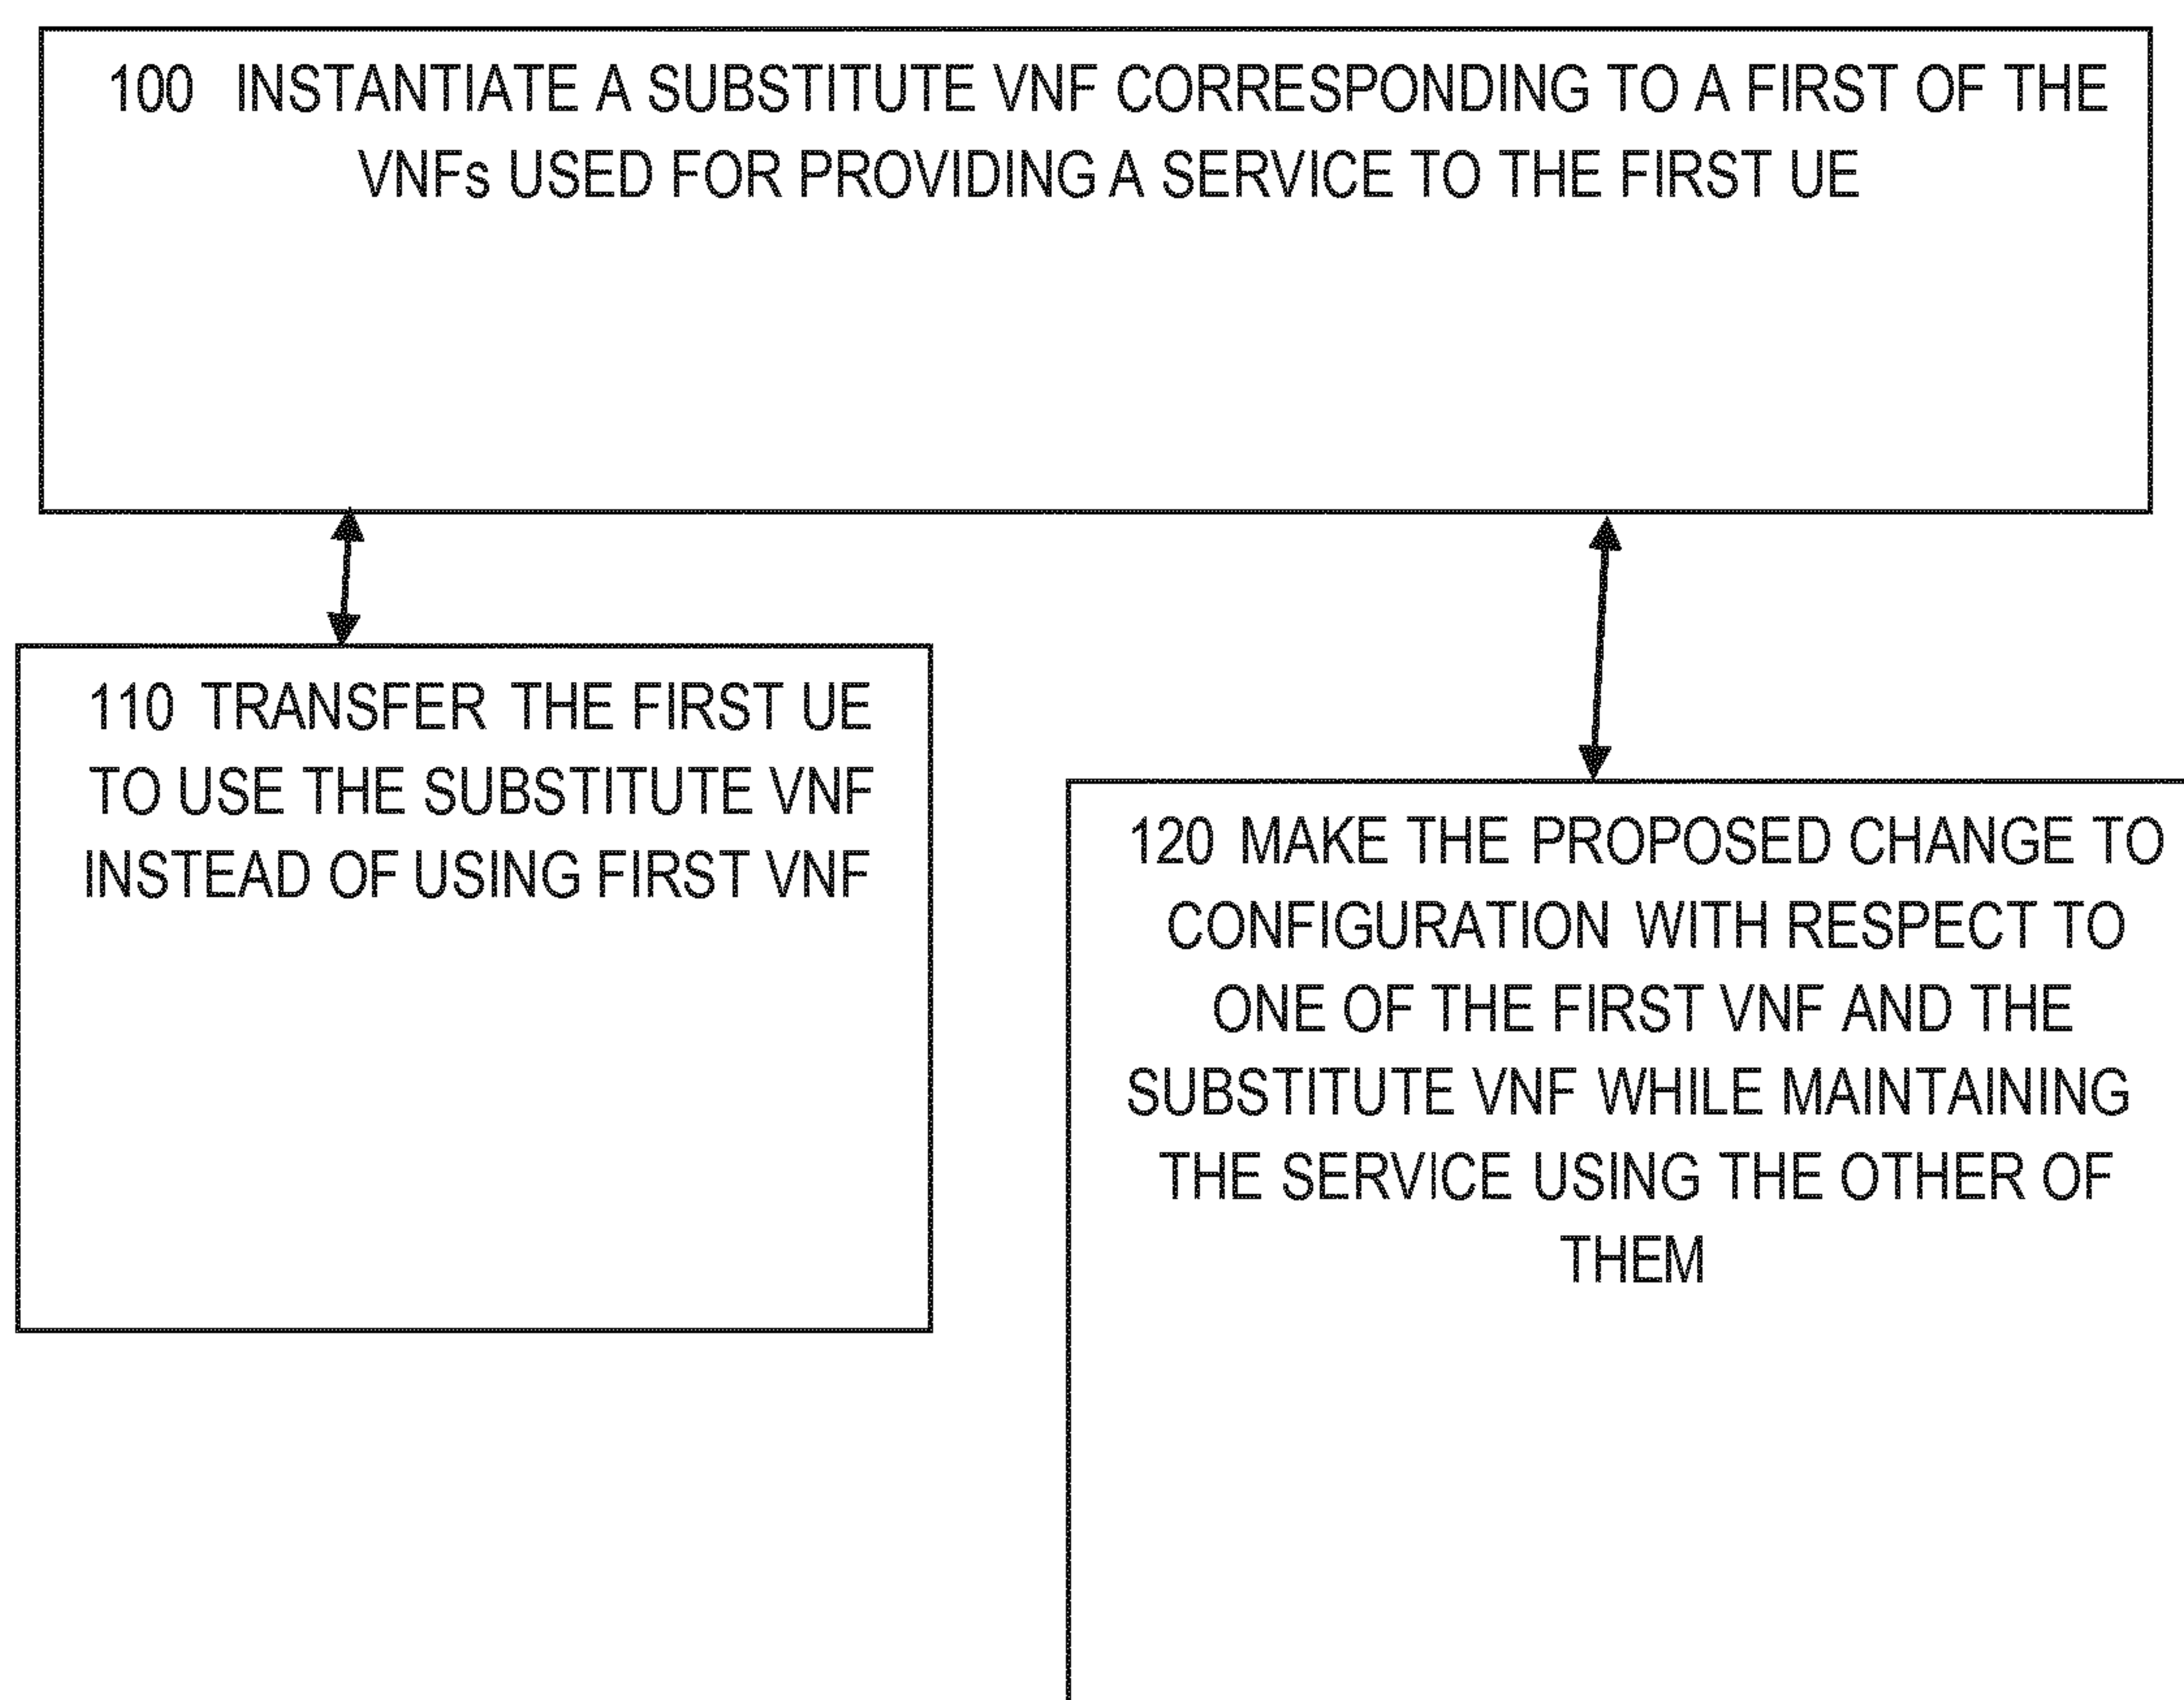 100 INSTANTIATE A SUBSTITUTE VNF CORRESPONDING TO A FIRST OF THE
VNFs USED FOR PROVIDING A SERVICE TO THE FIRST UE
110 TRANSFER THE FIRST UE
TO USE THE SUBSTITUTE VNF
INSTEAD OF USING FIRST VNF
120 MAKE THE PROPOSED CHANGE TO
CONFIGURATION WITH RESPECT TO
ONE OF THE FIRST VNF AND THE
SUBSTITUTE VNF WHILE MAINTAINING
THE SERVICE USING THE OTHER OF
THEM